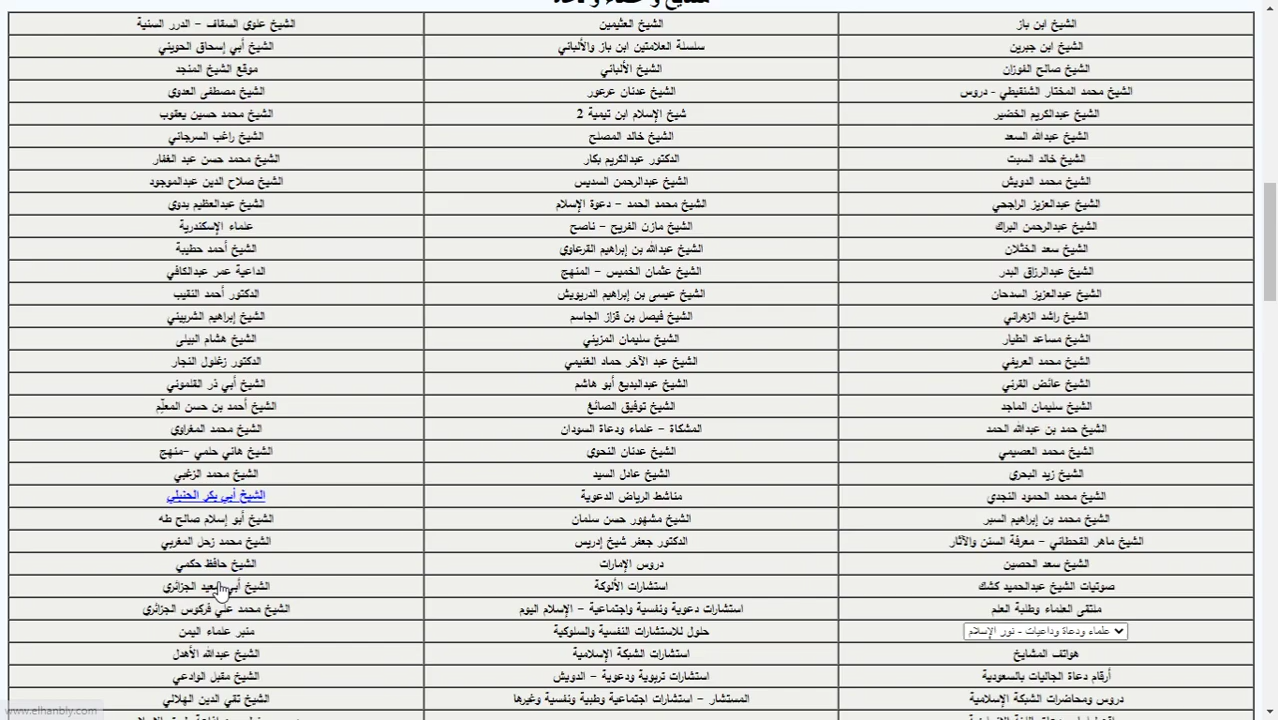 الشيخ ابن باز
الشيخ العثيمين
الشيخ علوي السقاف - الدرر السنية
الشيخ ابن جبرين
سلسلة العلامتين ابن باز والألباني
الشيخ أبي إسحاق الحويني
الشيخ صالح الفوزان
الشيخ الألباني
موقع الشيخ المنجد
الشيخ محمد المختار الشنقيطي - دروس
الشيخ عدنان عرعور
الشيخ مصطفى العدوي
الشيخ عبدالكريم الخضير
شيخ الإسلام ابن تيمية 2
الشيخ محمد حسين يعقوب
الشيخ عبدالله السعد
الشيخ خالد المصلح
الشيخ راغب السرجاني
الشيخ خالد السبت
الدكتور عبدالكريم بكار
الشيخ محمد حسن عبد الغفار
الشيخ محمد الدويش
الشيخ عبدالرحمن السديس
الشيخ صلاح الدين عبدالموجود
الشيخ عبدالعزيز الراجحي
الشيخ محمد الحمد - دعوة الإسلام
الشيخ عبدالعظيم بدوي
الشيخ عبدالرحمن البراك
الشيخ مازن الفريح - ناصح
علماء الإسكندرية
الشيخ سعد الخثلان
الشيخ عبدالله بن إبراهيم القرعاوي
الشيخ أحمد حطيبة
الشيخ عبدالرزاق البدر
الشيخ عثمان الخميس - المنهج
الداعية عمر عبدالكافي
الشيخ عبدالعزيز السدحان
الشيخ عيسى بن إبراهيم الدريويش
الدكتور أحمد النقيب
الشيخ راشد الزهراني
الشيخ فيصل بن قزاز الجاسم
الشيخ إبراهيم الشربيني
الشيخ مساعد الطيار
الشيخ سليمان المزيني
الشيخ هشام البيلى
الشيخ محمد العريفي
الشيخ عبد الآخر حماد الغنيمي
الدكتور زغلول النجار
الشيخ عائض القرني
الشيخ عبدالبديع أبو هاشم
الشيخ أبي ذر القلموني
الشيخ سليمان الماجد
الشيخ توفيق الصائغ
الشيخ أحمد بن حسن المعلِّم
الشيخ حمد بن عبدالله الحمد
المشكاة - علماء ودعاة السودان
الشيخ محمد المغراوي
الشيخ محمد العصيمي
الشيخ عدنان النحوي
الشيخ هاني حلمي -منهج
الشيخ زيد البحري
الشيخ عادل السيد
الشيخ محمد الزغبي
الشيخ محمد الحمود النجدي
مناشط الرياض الدعوية
الشيخ أبي بكر الحنبلي
الشيخ محمد بن إبراهيم السبر
الشيخ مشهور حسن سلمان
الشيخ أبو إسلام صالح طه
الشيخ ماهر القحطاني - معرفة السنن والآثار
الدكتور جعفر شيخ إدريس
الشيخ محمد زحل المغربي
الشيخ سعد الحصين
دروس الإمارات
الشيخ حافظ حكمي
صوتيات الشيخ عبدالحميد كشك
استشارات الألوكة
الشيخ أبي سعيد الجزائري
ملتقى العلماء وطلبة العلم
استشارات دعوية ونفسية واجتماعية - الإسلام اليوم
الشيخ محمد علي فركوس الجزائري
علماء ودعاة وداعيات - نور الإسلام
حلول للاستشارات النفسية والسلوكية
منبر علماء اليمن
هواتف المشايخ
استشارات الشبكة الإسلامية
الشيخ عبدالله الأهدل
أرقام دعاة الجاليات بالسعودية
استشارات تربوية ودعوية - الدويش
الشيخ مقبل الوادعي
دروس ومحاضرات الشبكة الإسلامية
المستشار - استشارات اجتماعية وطبية ونفسية وغيرها
الشيخ تقي الدين الهلالي
www.elhanbly.com